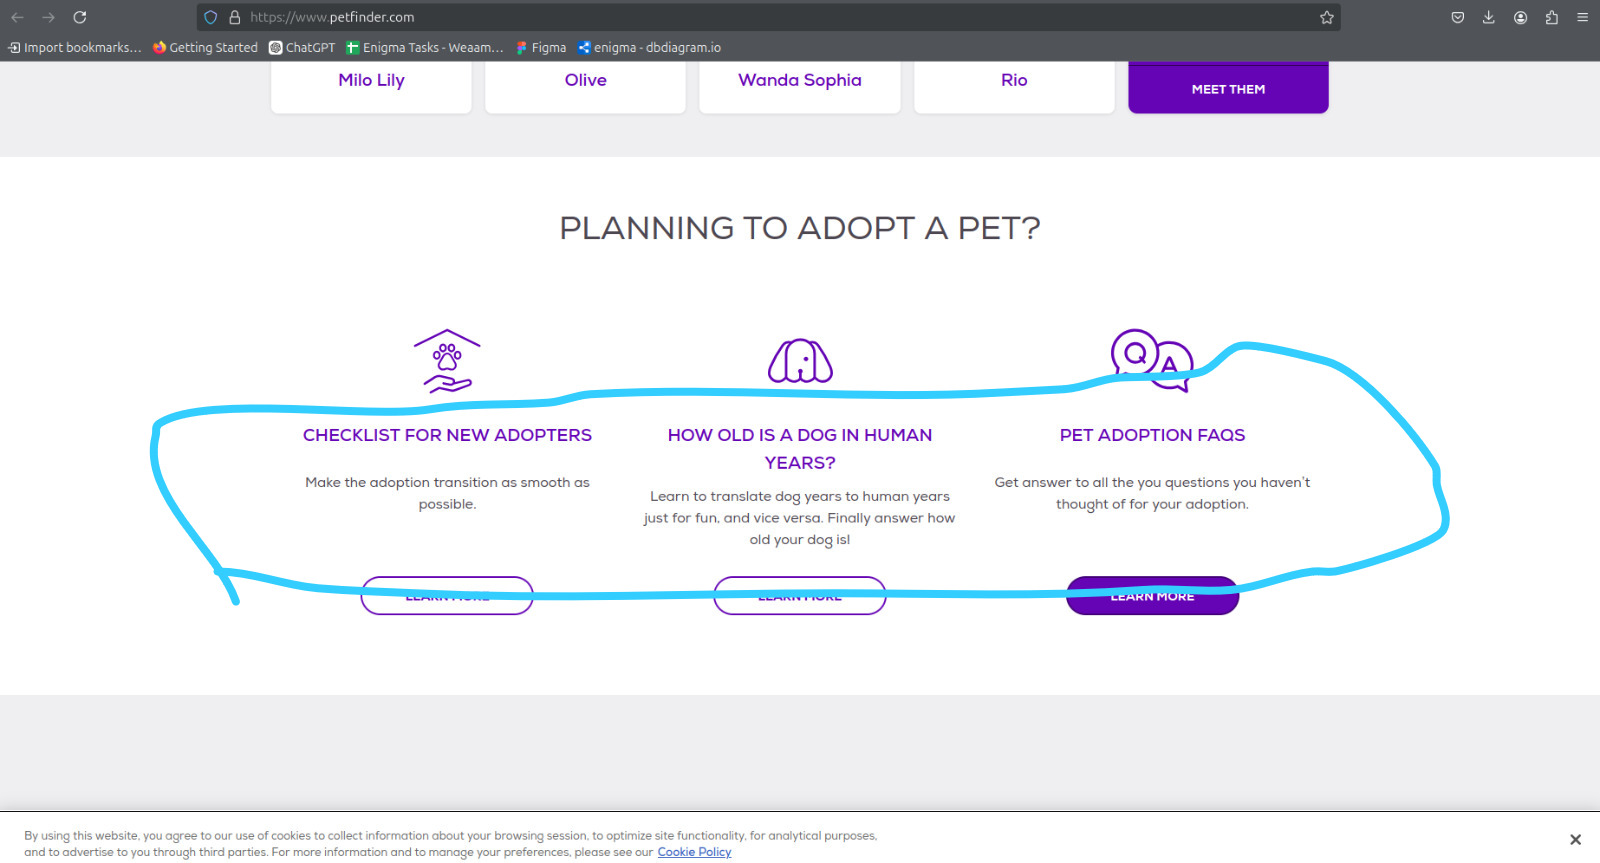 https://www.petfinder.com
Import bookmarks... Getting Started ChatGPT Enigma Tasks - Weaam... Figma enigma - dbdiagram.io
Milo Lily
Olive
Wanda Sophia
Rio
MEET THEM
PLANNING TO ADOPT A PET?
Q A
CHECKLIST FOR NEW ADOPTERS
Make the adoption transition as smooth as
possible.
LEARN MORE
HOW OLD IS A DOG IN HUMAN
YEARS?
Learn to translate dog years to human years
just for fun, and vice versa. Finally answer how
old your dog is!
LEARN MORE
PET ADOPTION FAQS
Get answer to all the you questions you haven't
thought of for your adoption.
LEARN MORE
By using this website, you agree to our use of cookies to collect information about your browsing session, to optimize site functionality, for analytical purposes,
and to advertise to you through third parties. For more information and to manage your preferences, please see our Cookie Policy